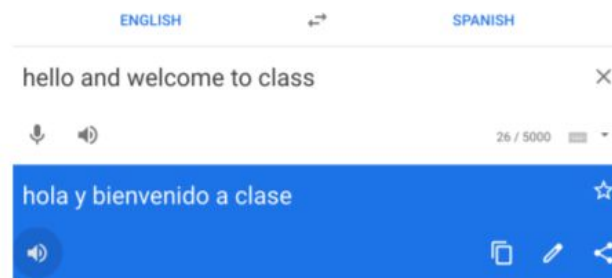 ENGLISH SPANISH
hello and welcome to class
26 / 5000
hola y bienvenido a clase